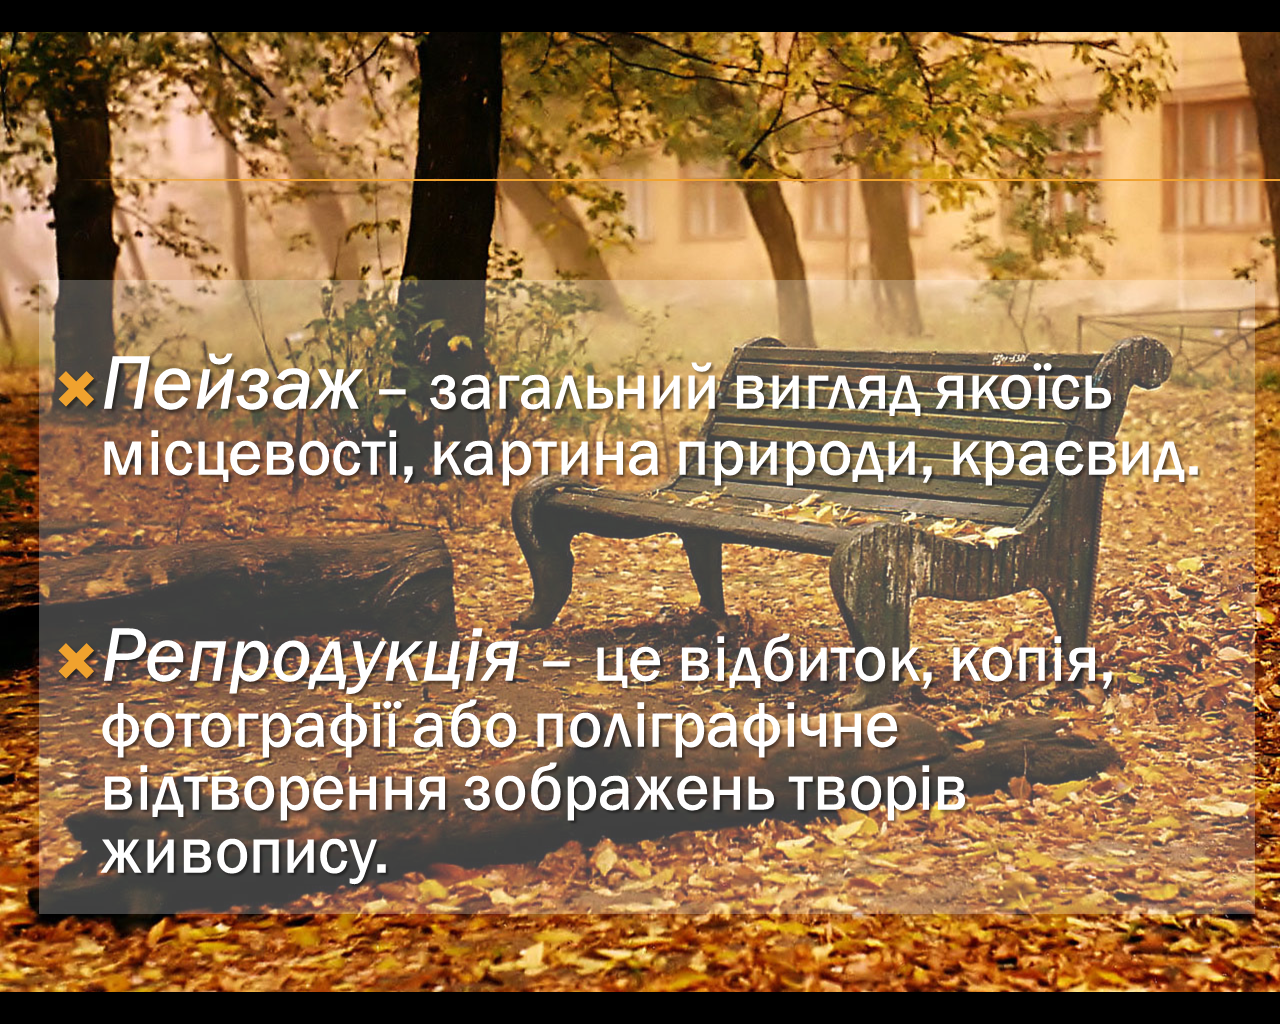 Пейзаж – загальний вигляд якоїсь
місцевості, картина природи, краєвид.
Репродукція – це відбиток, копія,
фотографії або поліграфічне
відтворення зображень творів
живопису.